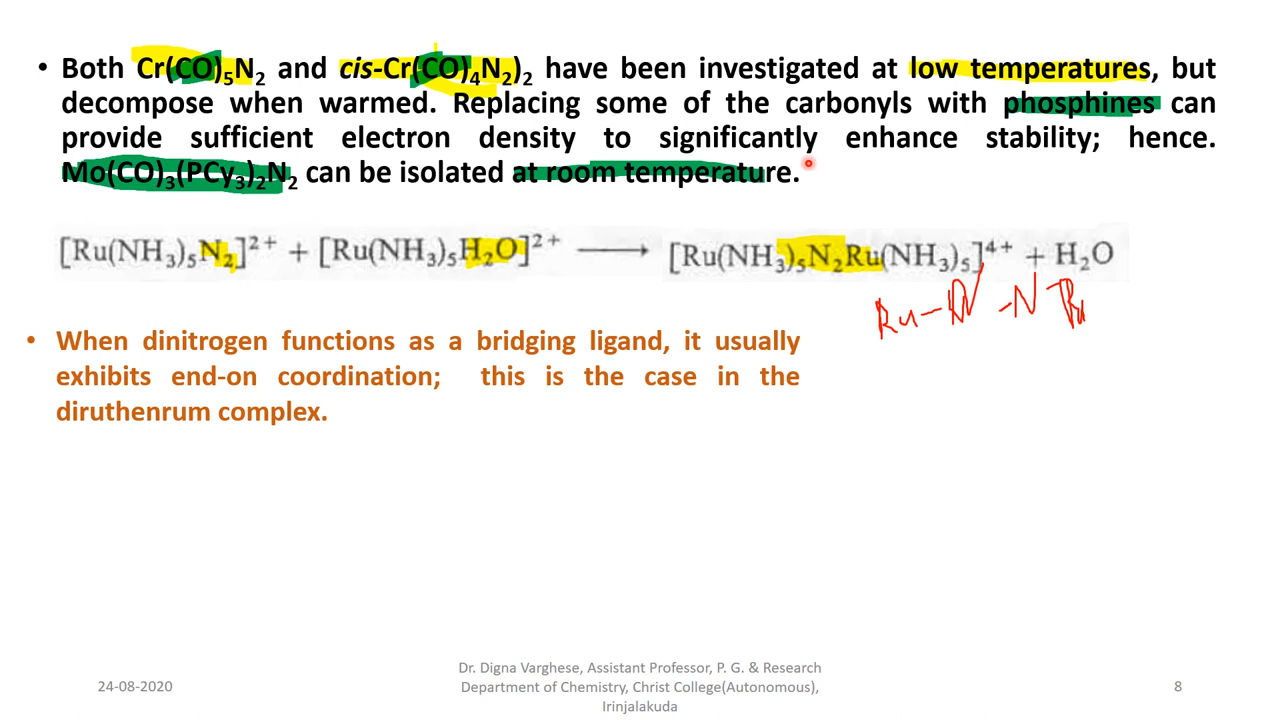 • Both Cr(CO)₅N₂ and cis-Cr(CO)₄N₂)₂ have been investigated at low temperatures, but
decompose when warmed. Replacing some of the carbonyls with phosphines can
provide sufficient electron density to significantly enhance stability; hence.
Mo(CO)₃(PCy₃)₂N₂ can be isolated at room temperature.
[Ru(NH₃)₅N₂]²⁺ + [Ru(NH₃)₅H₂O]²⁺ ⟶ [Ru(NH₃)₅N₂Ru(NH₃)₅]⁴⁺ + H₂O
Ru – N – N Ru
• When dinitrogen functions as a bridging ligand, it usually
exhibits end-on coordination; this is the case in the
diruthenrum complex.
24-08-2020
Dr. Digna Varghese, Assistant Professor, P. G. & Research
Department of Chemistry, Christ College(Autonomous),
Irinjalakuda
8